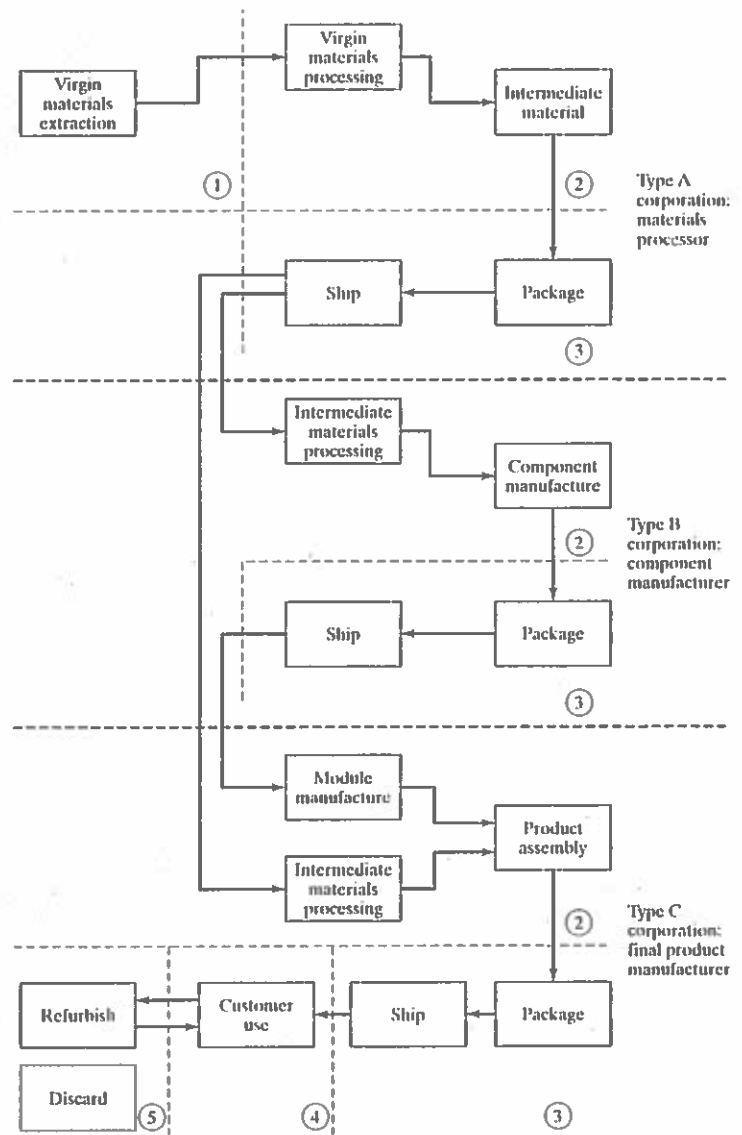 Virgin
materials
extraction
Virgin
materials
processing
Intermediate
material
①
②
Type A
corporation:
materials
processor
Ship
Package
③
Intermediate
materials
processing
Component
manufacture
②
Type B
corporation:
component
manufacturer
Ship
Package
③
Module
manufacture
Product
assembly
Intermediate
materials
processing
②
Type C
corporation:
final product
manufacturer
Refurbish
Customer
use
Ship
Package
Discard
⑤
④
③